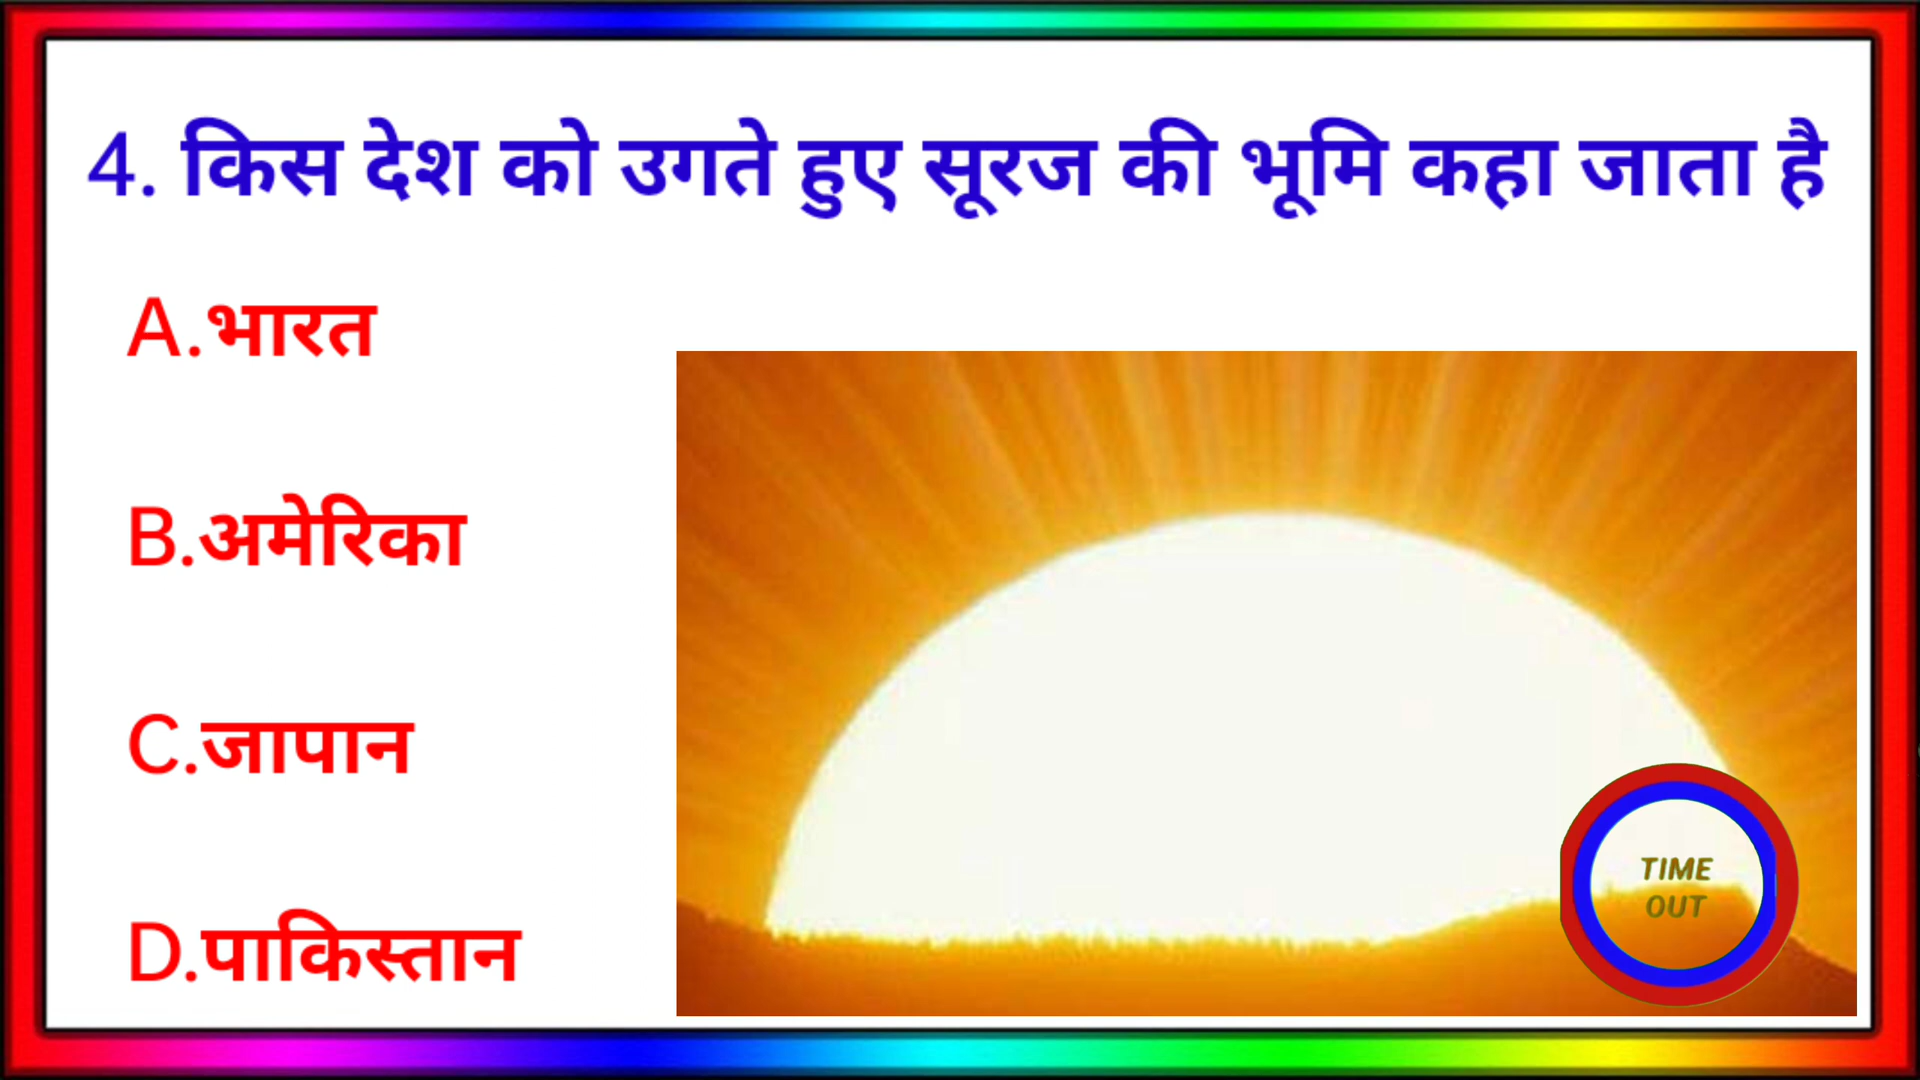 4. किस देश को उगते हुए सूरज की भूमि कहा जाता है
A.भारत
B.अमेरिका
C.जापान
D.पाकिस्तान
TIME
OUT